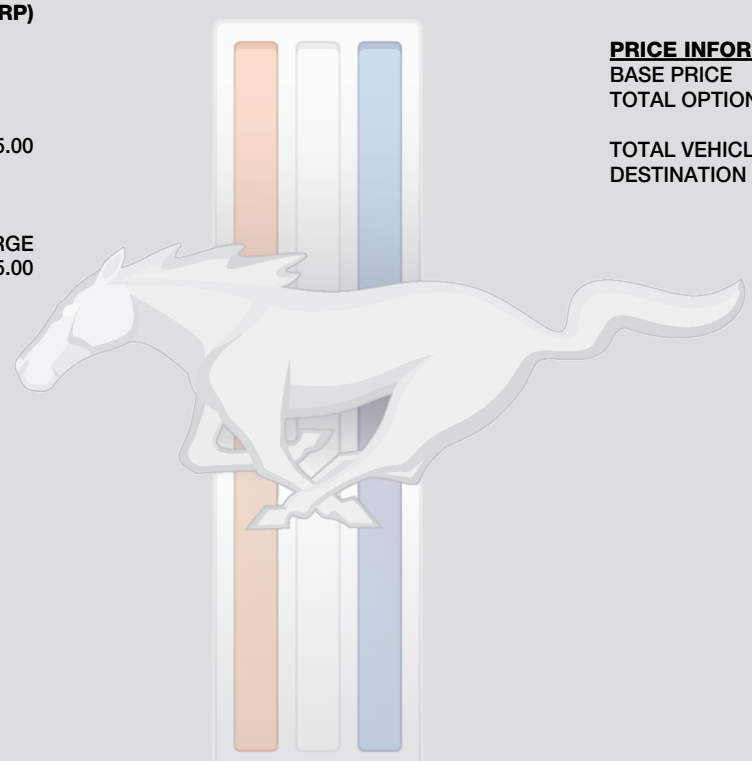 RP)
5.00
RGE
5.00
PRICE INFOR
BASE PRICE
TOTAL OPTION
TOTAL VEHICL
DESTINATION